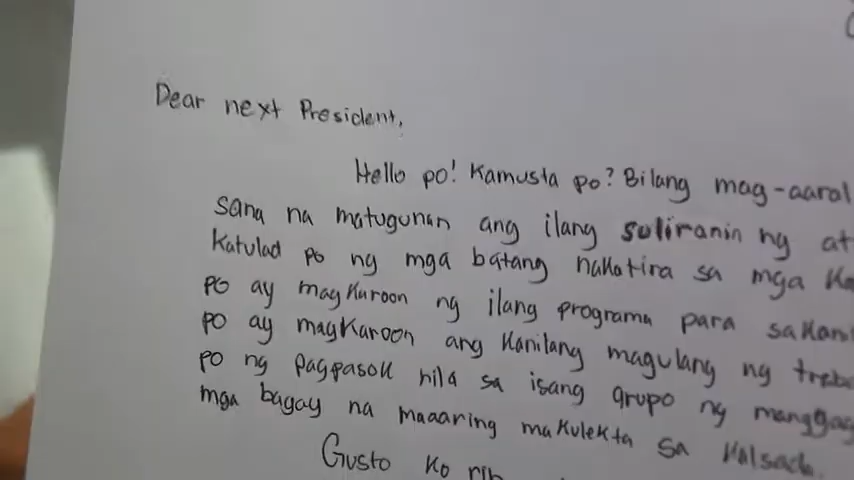 Dear next President,
Hello po! Kamusta po? Bilang mag-aaral
sana na matugunan ang ilang suliranin ng
Katulad po ng mga batang nakatira sa mga
po ay magkaroon ng ilang programa para
po ay magkaroon ang kanilang magulang ng
po ng pagpasok nila sa isang grupo ng
mga bagay na maaaring makulekta sa kalsada.
Gusto ko